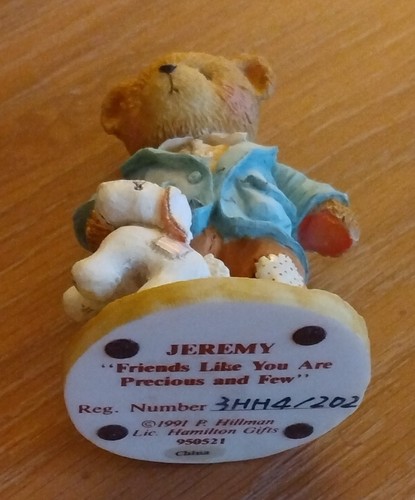 JEREMY
"Friends Like You Are
Precious and Few"
Reg. Number 3HH4/202
©1991 P. Hillman
Lic. Hamilton Gifts
950521
China